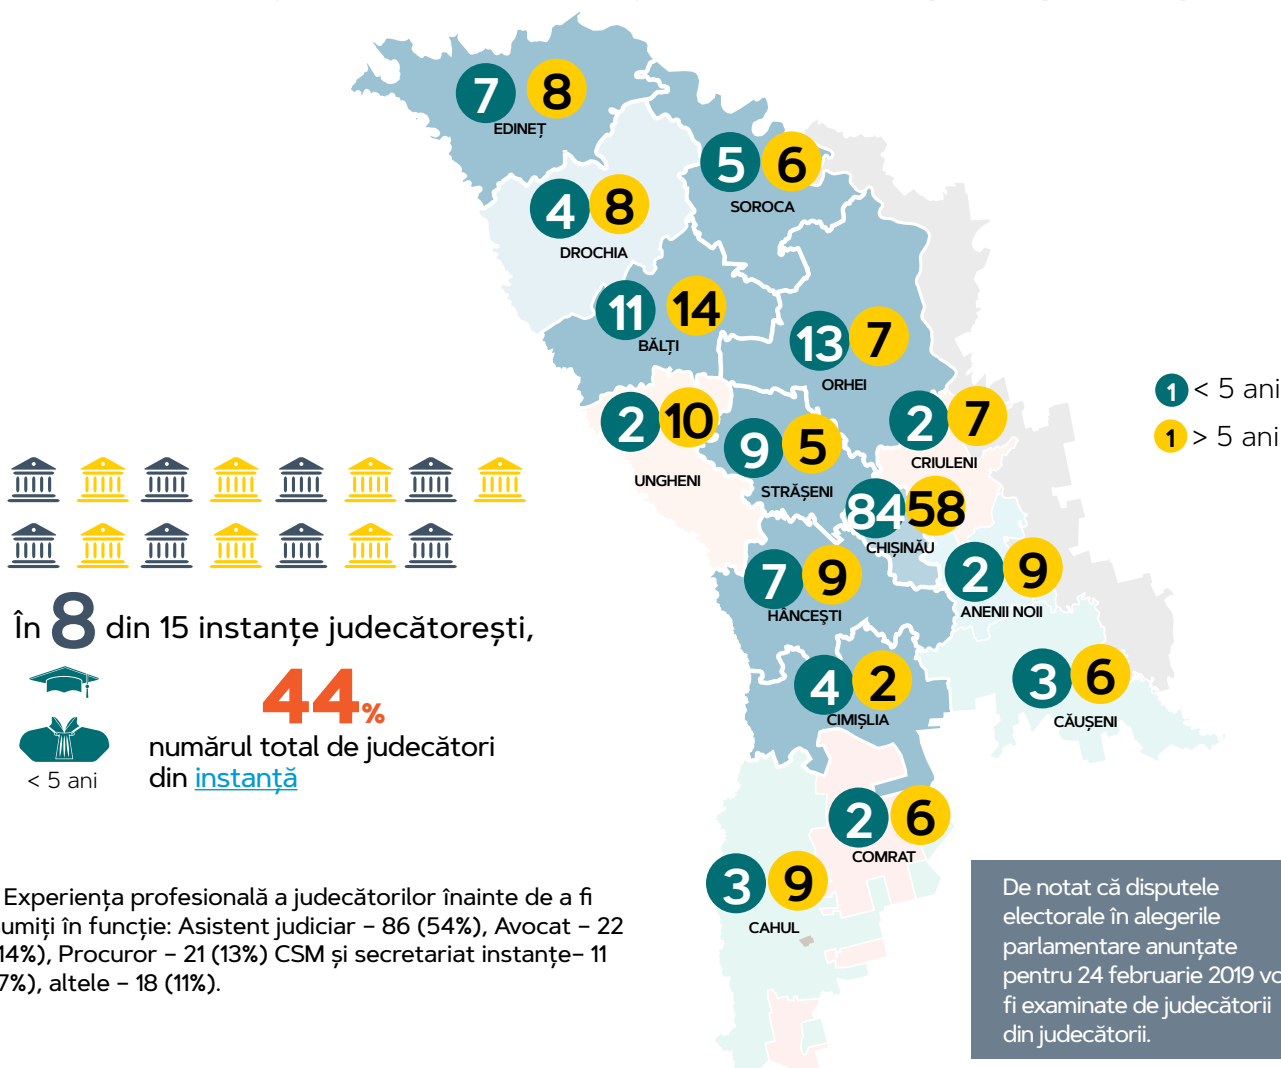 7 8
EDINEȚ
5 6
SOROCA
4 8
DROCHIA
11 14
BĂLȚI
13 7
ORHEI
1 < 5 ani
1 > 5 ani
2 10
UNGHENI
9 5
STRĂȘENI
2 7
CRIULENI
84 58
CHIȘINĂU
7 9
HÂNCEȘTI
2 9
ANENII NOII
4 2
CIMIȘLIA
3 6
CĂUȘENI
2 6
COMRAT
3 9
CAHUL
În 8 din 15 instanțe judecătorești,
44%
numărul total de judecători
din instanță
< 5 ani
Experiența profesională a judecătorilor înainte de a fi
umiți în funcție: Asistent judiciar – 86 (54%), Avocat – 22
14%), Procuror – 21 (13%) CSM și secretariat instanțe– 11
7%), altele – 18 (11%).
De notat că disputele
electorale în alegerile
parlamentare anunțate
pentru 24 februarie 2019 vo
fi examinate de judecătorii
din judecătorii.